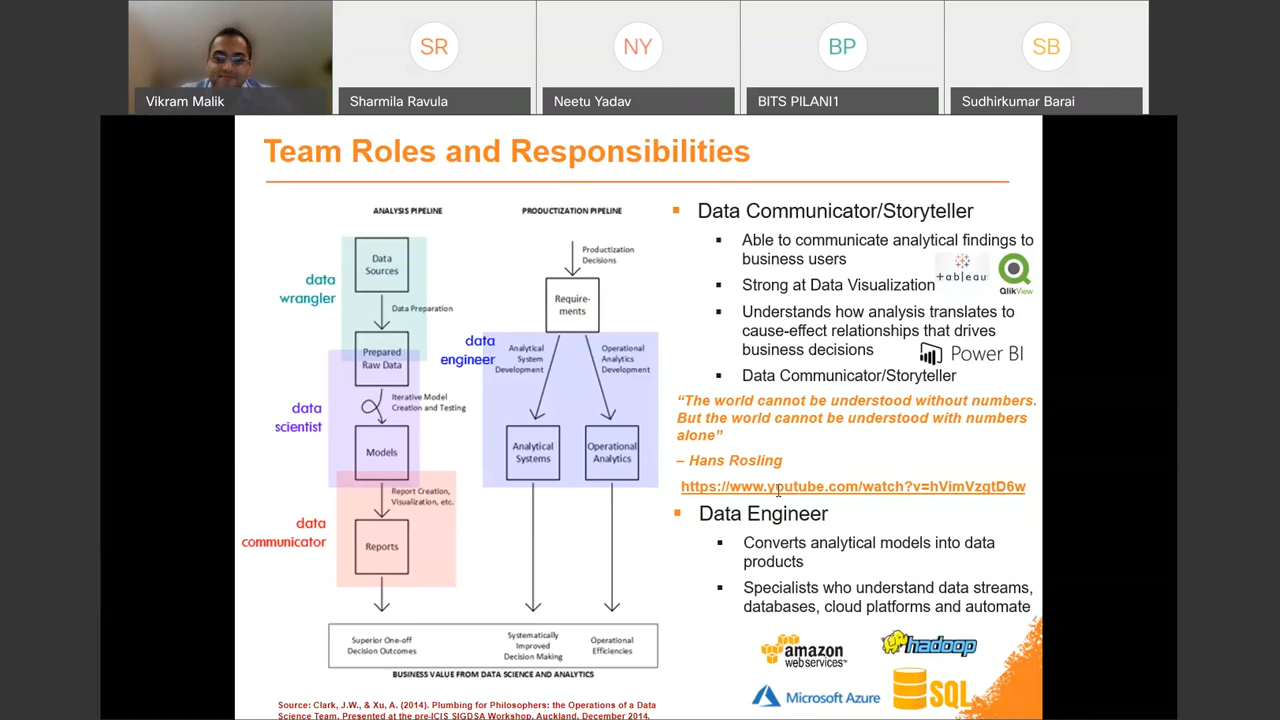 SR
NY
BP
SB
Vikram Malik
Sharmila Ravula
Neetu Yadav
BITS PILANI1
Sudhirkumar Barai
Team Roles and Responsibilities
ANALYSIS PIPELINE
PRODUCTIZATION PIPELINE
data
wrangler
Data
Sources
Data Preparation
Prepared
Raw Data
data
scientist
Iterative Model
Creation and Testing
Models
Report Creation,
Visualization, etc.
data
communicator
Reports
Productization
Decisions
Require-
ments
data
engineer
Analytical
System
Development
Operational
Analytics
Development
Analytical
Systems
Operational
Analytics
Superior One-off
Decision Outcomes
Systematically
Improved
Decision Making
Operational
Efficiencies
BUSINESS VALUE FROM DATA SCIENCE AND ANALYTICS
Source: Clark, J.W., & Xu, A. (2014). Plumbing for Philosophers: the Operations of a Data
Science Team. Presented at the pre-ICIS SIGDSA Workshop, Auckland, December 2014.
Data Communicator/Storyteller
Able to communicate analytical findings to
business users
Strong at Data Visualization
+ableau
QlikView
Understands how analysis translates to
cause-effect relationships that drives
business decisions
Power BI
Data Communicator/Storyteller
“The world cannot be understood without numbers.
But the world cannot be understood with numbers
alone”
– Hans Rosling
https://www.youtube.com/watch?v=hVimVzgtD6w
Data Engineer
Converts analytical models into data
products
Specialists who understand data streams,
databases, cloud platforms and automate
amazon
webservices™
hadoop
Microsoft Azure
SQL